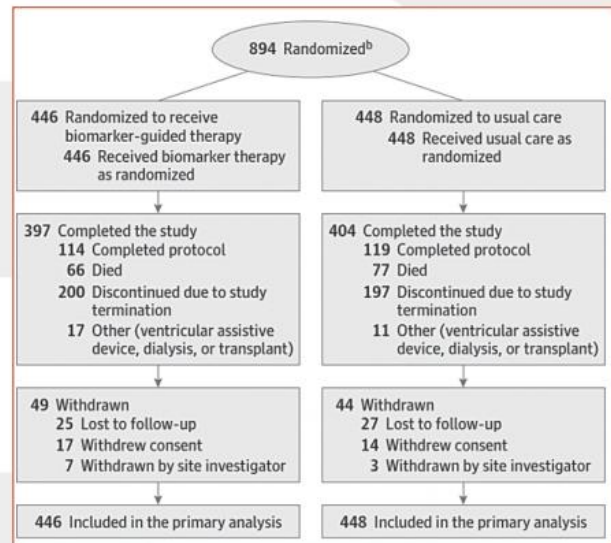 894 Randomizedᵇ
446 Randomized to receive
biomarker-guided therapy
446 Received biomarker therapy
as randomized
448 Randomized to usual care
448 Received usual care as
randomized
397 Completed the study
114 Completed protocol
66 Died
200 Discontinued due to study
termination
17 Other (ventricular assistive
device, dialysis, or transplant)
404 Completed the study
119 Completed protocol
77 Died
197 Discontinued due to study
termination
11 Other (ventricular assistive
device, dialysis, or transplant)
49 Withdrawn
25 Lost to follow-up
17 Withdrew consent
7 Withdrawn by site investigator
44 Withdrawn
27 Lost to follow-up
14 Withdrew consent
3 Withdrawn by site investigator
446 Included in the primary analysis
448 Included in the primary analysis